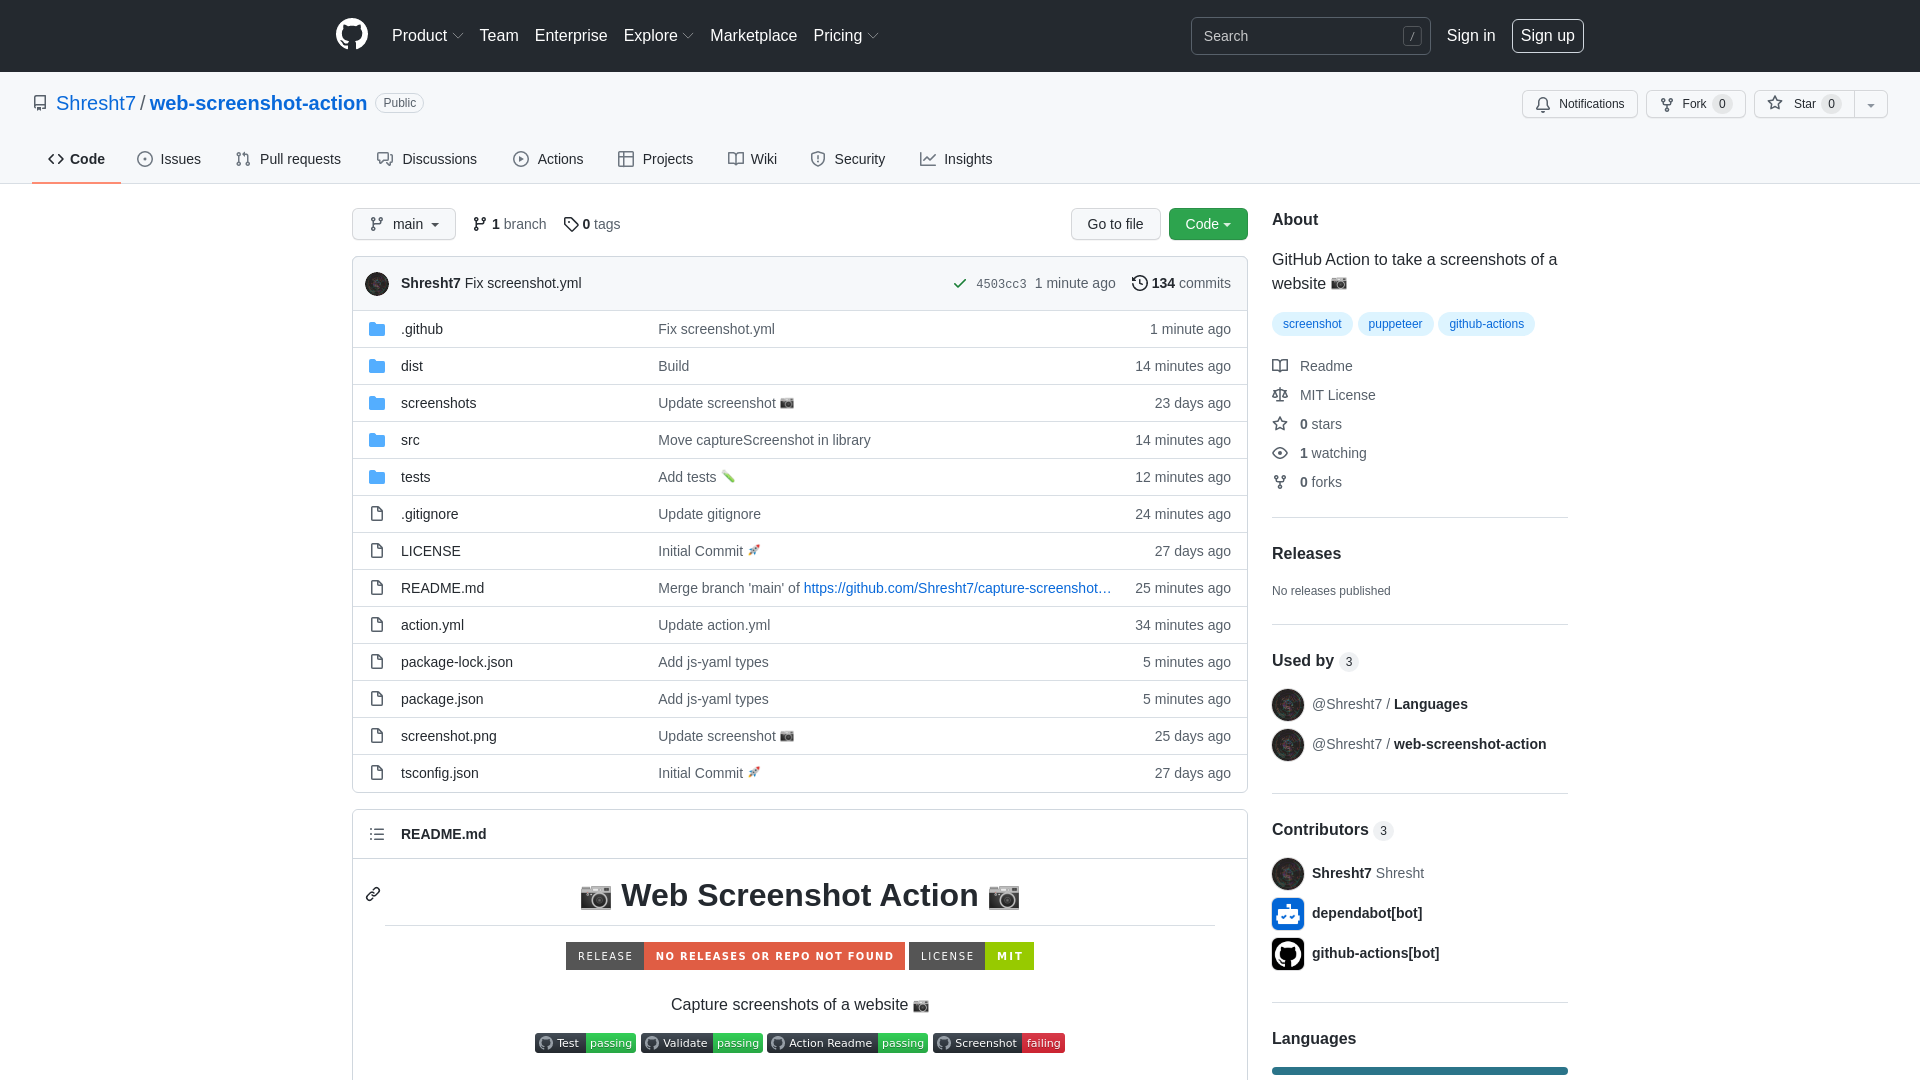 Product Team Enterprise Explore Marketplace Pricing Search / Sign in Sign up
Shresht7 / web-screenshot-action Public Notifications Fork 0 Star 0
Code Issues Pull requests Discussions Actions Projects Wiki Security Insights
main 1 branch 0 tags Go to file Code
Shresht7 Fix screenshot.yml 4503cc3 1 minute ago 134 commits
.github Fix screenshot.yml 1 minute ago
dist Build 14 minutes ago
screenshots Update screenshot 📷 23 days ago
src Move captureScreenshot in library 14 minutes ago
tests Add tests 🧪 12 minutes ago
.gitignore Update gitignore 24 minutes ago
LICENSE Initial Commit 🚀 27 days ago
README.md Merge branch 'main' of https://github.com/Shresht7/capture-screenshot… 25 minutes ago
action.yml Update action.yml 34 minutes ago
package-lock.json Add js-yaml types 5 minutes ago
package.json Add js-yaml types 5 minutes ago
screenshot.png Update screenshot 📷 25 days ago
tsconfig.json Initial Commit 🚀 27 days ago
README.md
📷 Web Screenshot Action 📷
RELEASE NO RELEASES OR REPO NOT FOUND LICENSE MIT
Capture screenshots of a website 📷
Test passing Validate passing Action Readme passing Screenshot failing
About
GitHub Action to take a screenshots of a
website 📷
screenshot puppeteer github-actions
Readme
MIT License
0 stars
1 watching
0 forks
Releases
No releases published
Used by 3
@Shresht7 / Languages
@Shresht7 / web-screenshot-action
Contributors 3
Shresht7 Shresht
dependabot[bot]
github-actions[bot]
Languages